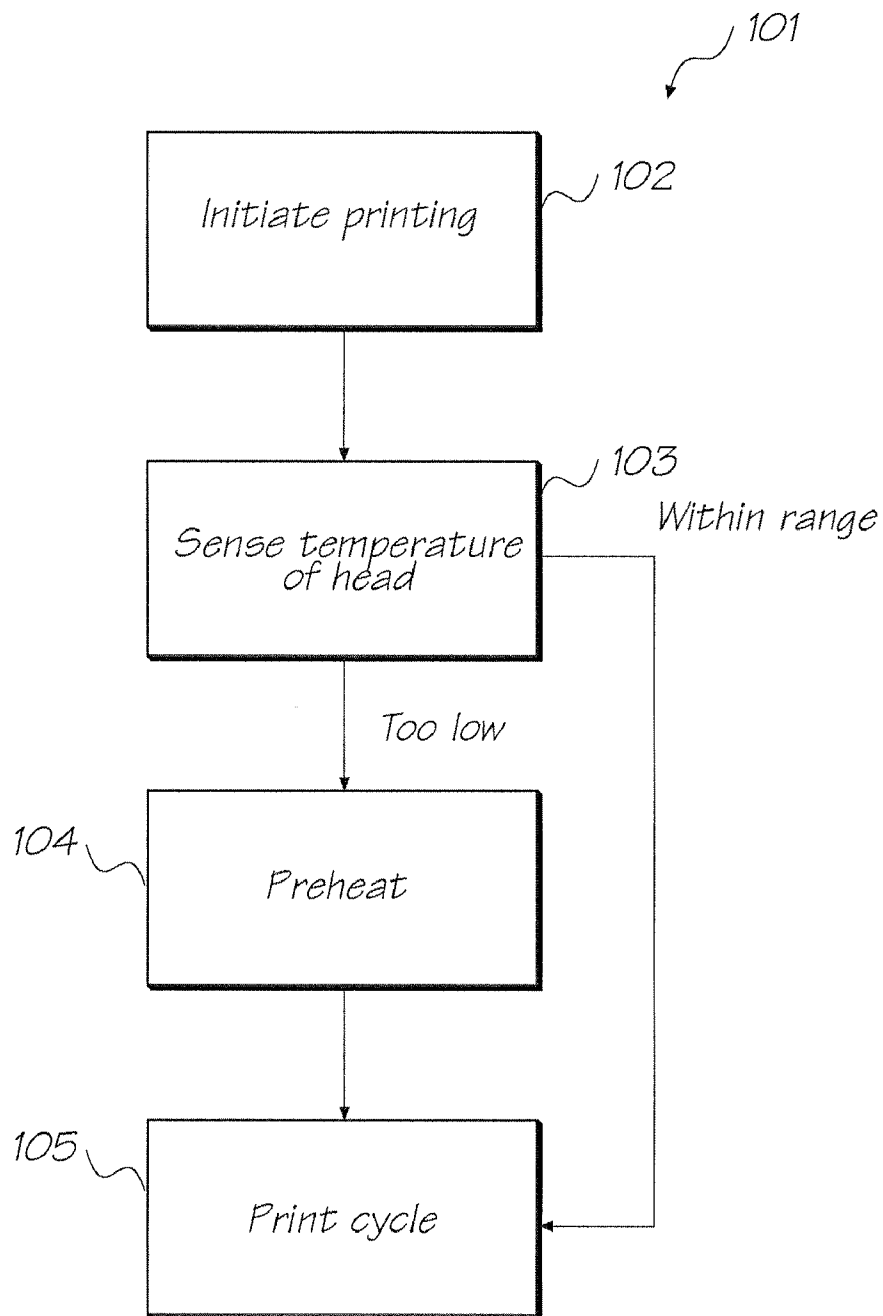 101
Initiate printing
102
103
Within range
Sense temperature
of head
Too low
104
Preheat
105
Print cycle